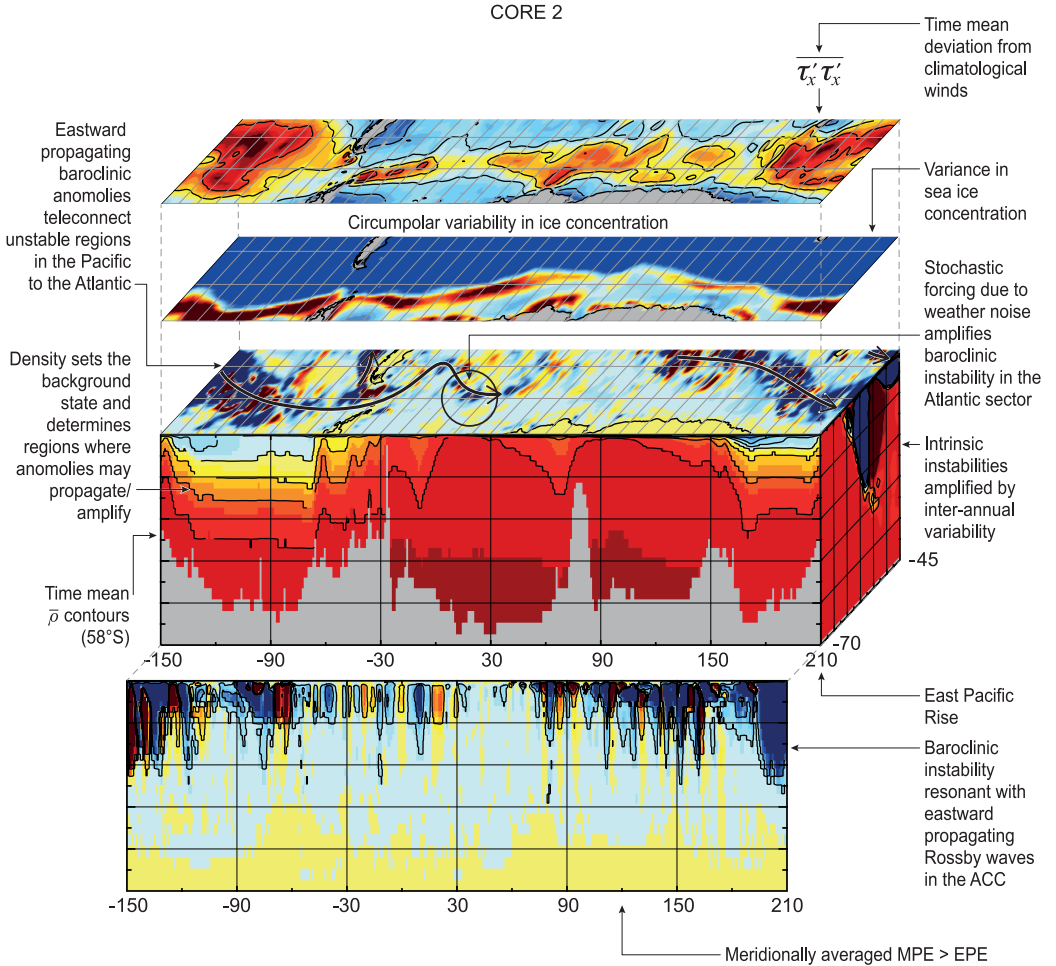 CORE 2
Time mean
deviation from
climatological
winds
τ′x τ′x
Eastward
propagating
baroclinic
anomolies
teleconnect
unstable regions
in the Pacific
to the Atlantic
Variance in
sea ice
concentration
Circumpolar variability in ice concentration
Stochastic
forcing due to
weather noise
amplifies
baroclinic
instability in the
Atlantic sector
Density sets the
background
state and
determines
regions where
anomolies may
propagate/
amplify
Intrinsic
instabilities
amplified by
inter-annual
variability
Time mean
ρ̅ contours
(58°S)
-45
-70
-150 -90 -30 30 90 150 210
East Pacific
Rise
Baroclinic
instability
resonant with
eastward
propagating
Rossby waves
in the ACC
-150 -90 -30 30 90 150 210
Meridionally averaged MPE > EPE